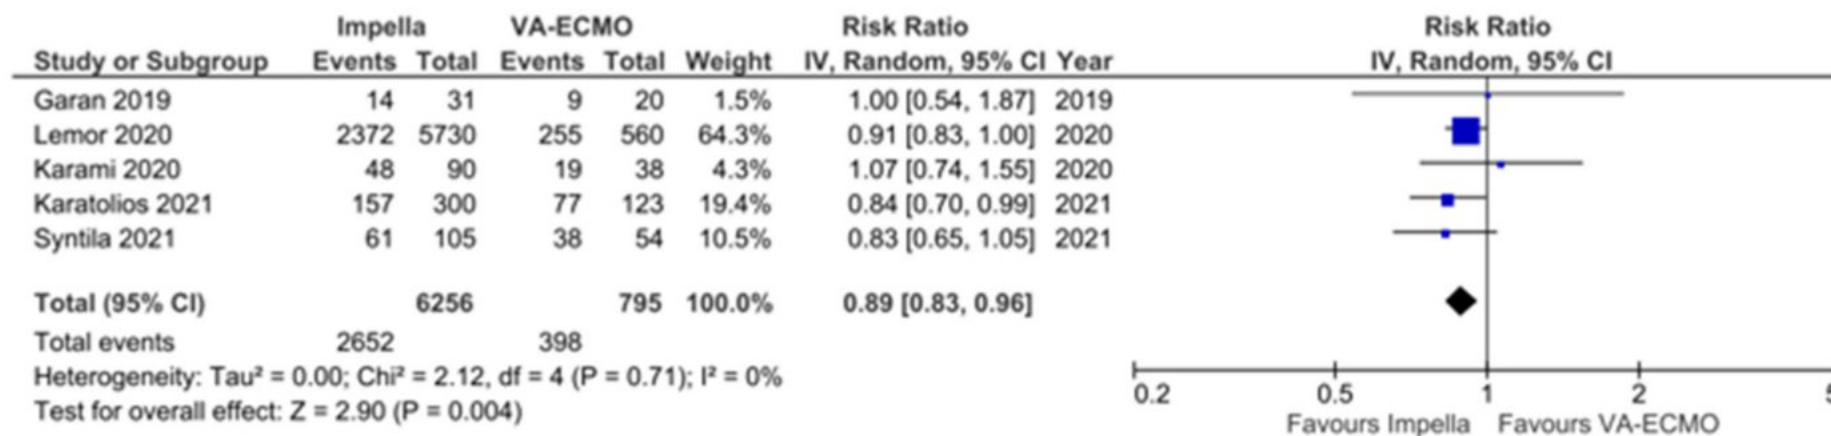 Impella VA-ECMO Risk Ratio Risk Ratio
Study or Subgroup Events Total Events Total Weight IV, Random, 95% CI Year IV, Random, 95% CI
Garan 2019 14 31 9 20 1.5% 1.00 [0.54, 1.87] 2019
Lemor 2020 2372 5730 255 560 64.3% 0.91 [0.83, 1.00] 2020
Karami 2020 48 90 19 38 4.3% 1.07 [0.74, 1.55] 2020
Karatolios 2021 157 300 77 123 19.4% 0.84 [0.70, 0.99] 2021
Syntila 2021 61 105 38 54 10.5% 0.83 [0.65, 1.05] 2021
Total (95% CI) 6256 795 100.0% 0.89 [0.83, 0.96]
Total events 2652 398
Heterogeneity: Tau² = 0.00; Chi² = 2.12, df = 4 (P = 0.71); I² = 0%
Test for overall effect: Z = 2.90 (P = 0.004)
0.2 0.5 1 2 5
Favours Impella Favours VA-ECMO